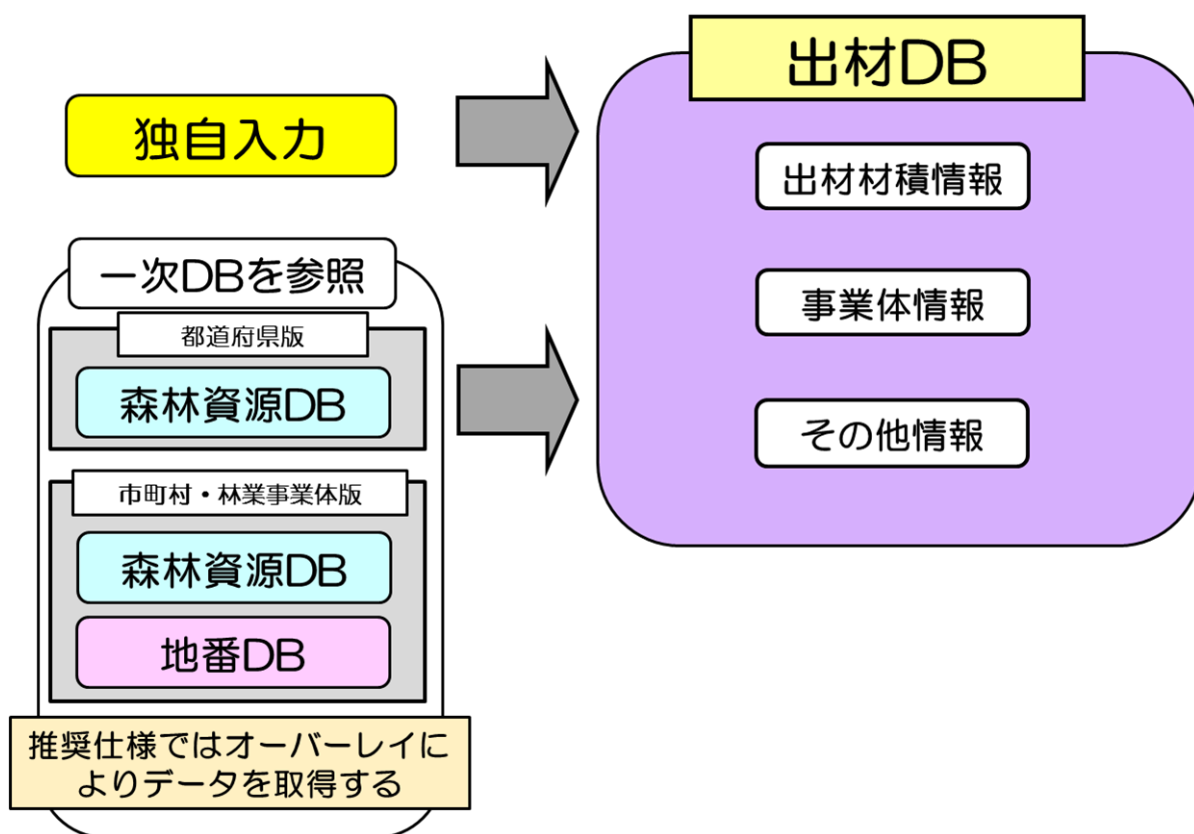 独自入力
一次DBを参照
都道府県版
森林資源DB
市町村・林業事業体版
森林資源DB
地番DB
推奨仕様ではオーバーレイに
よりデータを取得する
出材DB
出材材積情報
事業体情報
その他情報